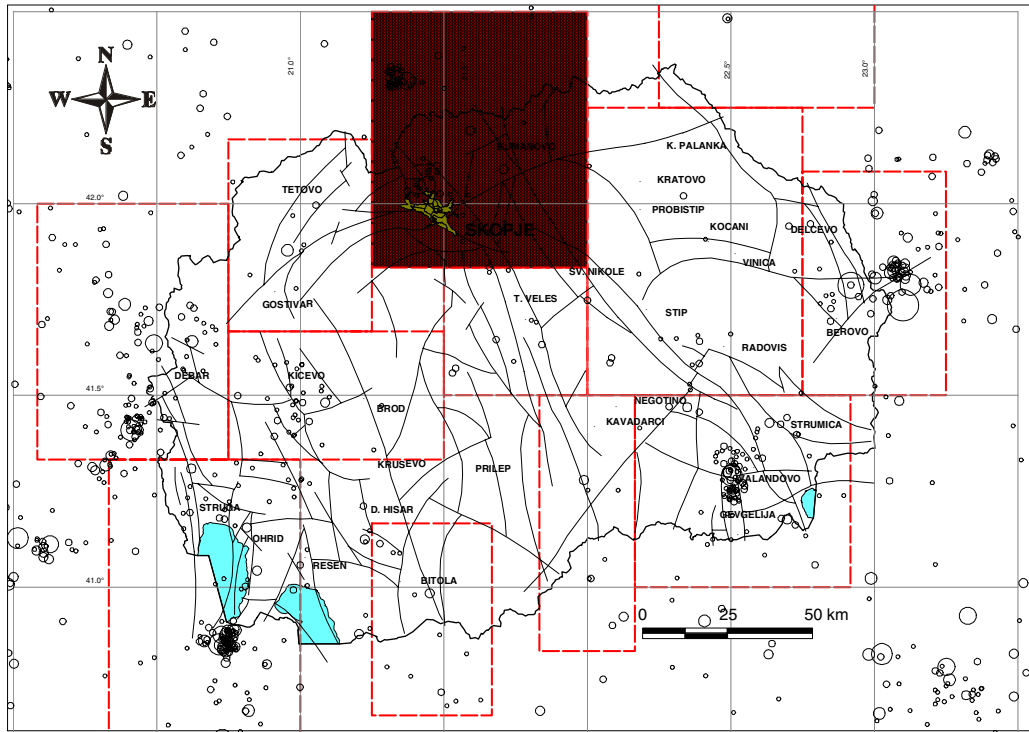 N
W E
S
21.0°
22.5°
23.0°
KUMANOVO
K. PALANKA
42.0°
TETOVO
KRATOVO
PROBISTIP
SKOPJE
KOCANI
DELCEVO
VINICA
SV. NIKOLE
GOSTIVAR
T. VELES
STIP
BEROVO
RADOVIS
DEBAR
KICEVO
41.5°
BROD
NEGOTINO
KAVADARCI
STRUMICA
KRUSEVO
PRILEP
VALANDOVO
STRUGA
D. HISAR
GEVGELIJA
OHRID
RESEN
BITOLA
41.0°
0 25 50 km